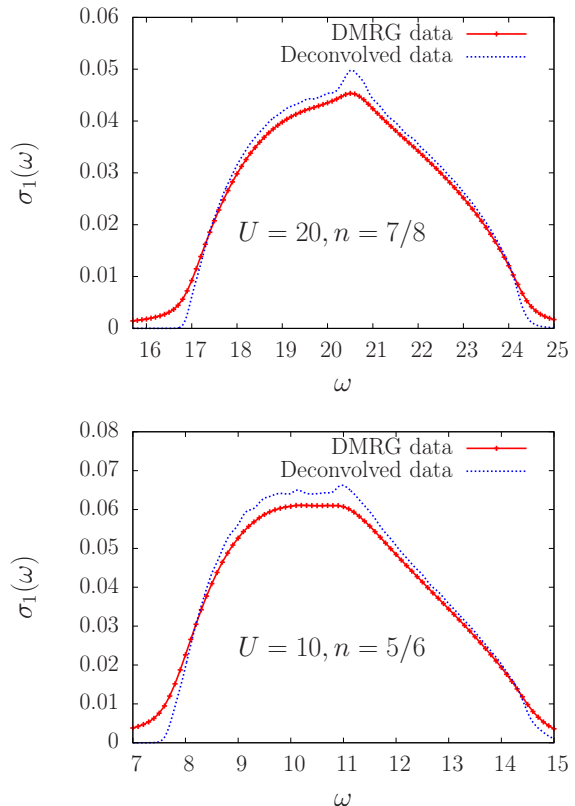 0.06
0.05
0.04
0.03
0.02
0.01
0
σ₁(ω)
DMRG data
Deconvolved data
U = 20, n = 7/8
16 17 18 19 20 21 22 23 24 25
ω
0.08
0.07
0.06
0.05
0.04
0.03
0.02
0.01
0
σ₁(ω)
DMRG data
Deconvolved data
U = 10, n = 5/6
7 8 9 10 11 12 13 14 15
ω